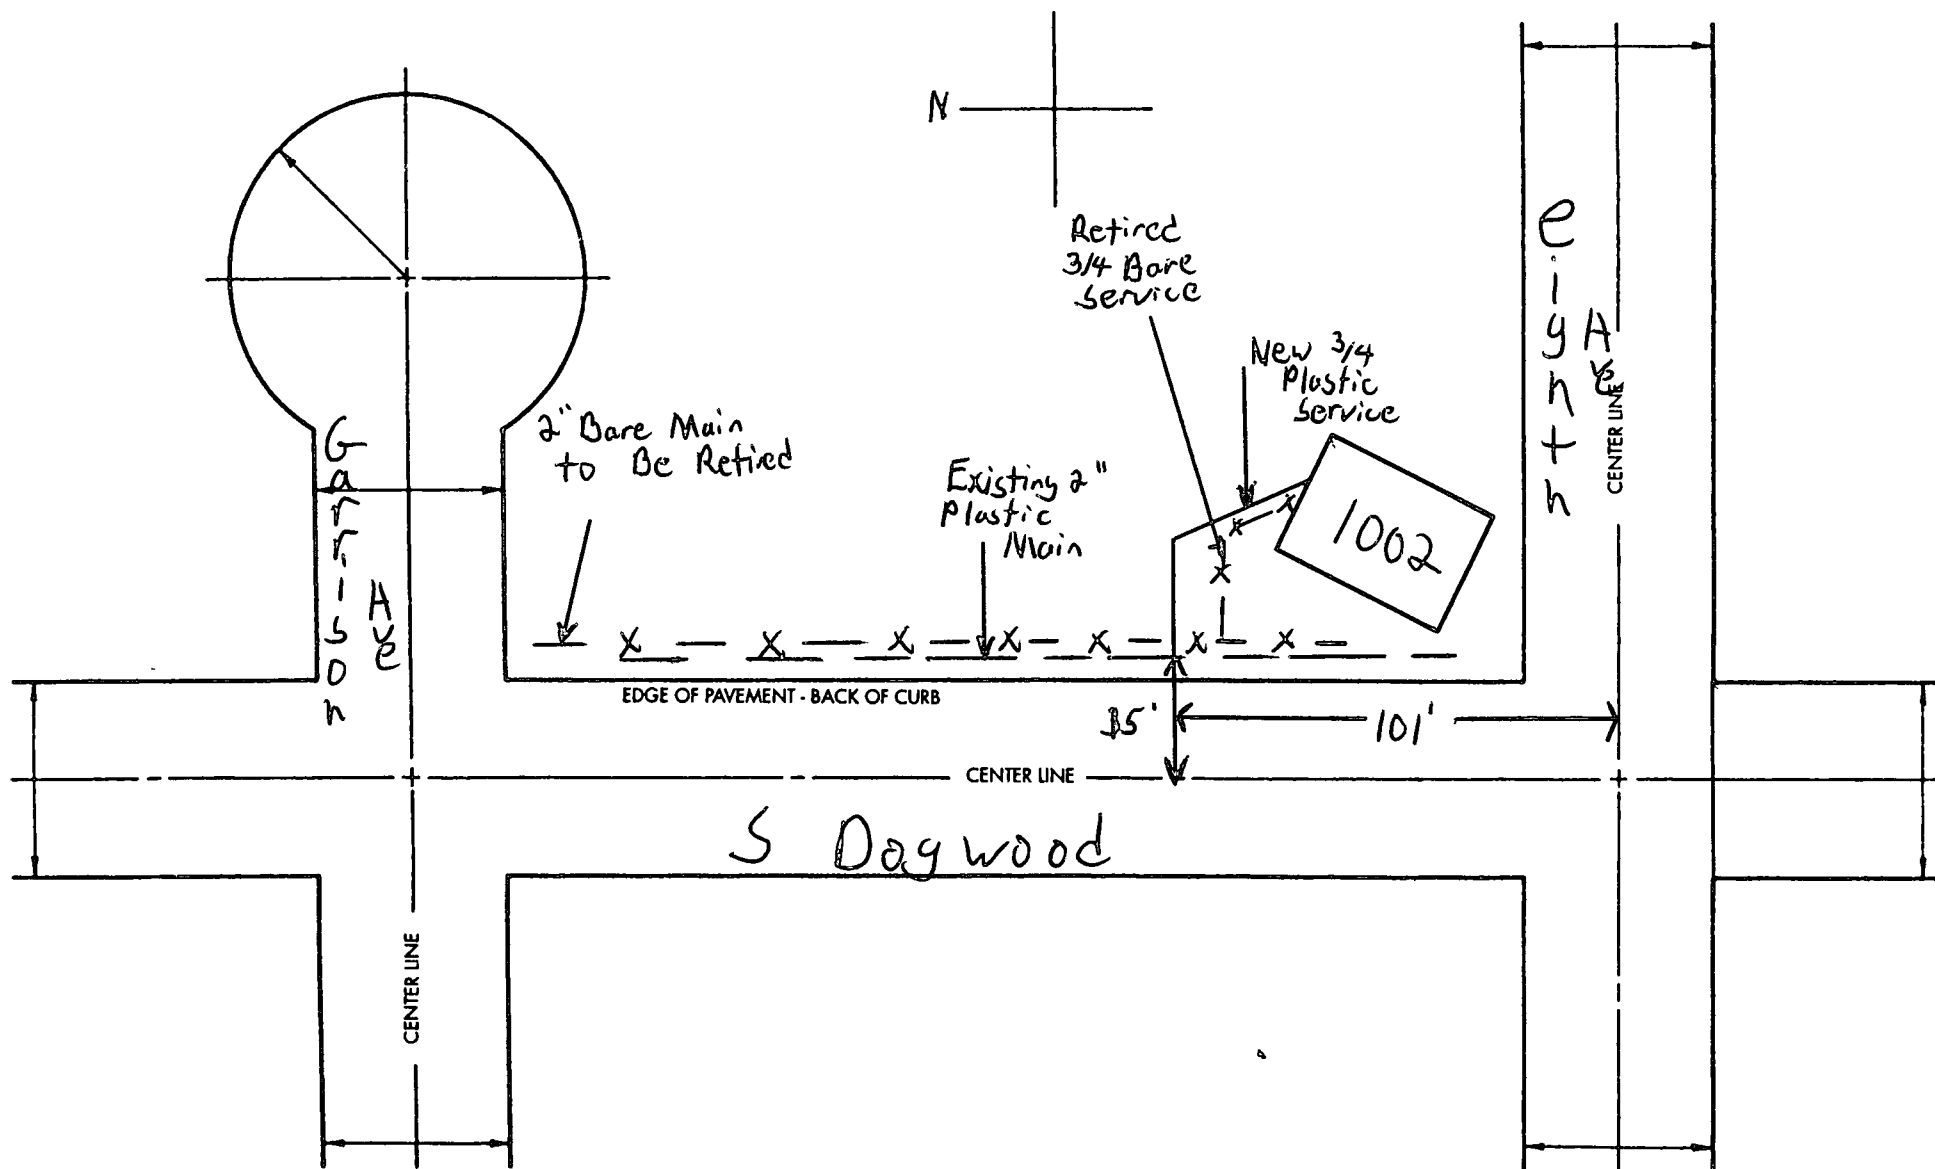 N
Retired
3/4 Bare
Service
New 3/4
Plastic
Service
eighth
Ave
CENTER LINE
Garrison
Ave
2" Bare Main
to Be Retired
Existing 2"
Plastic
Main
1002
EDGE OF PAVEMENT - BACK OF CURB
101'
CENTER LINE
S Dogwood
CENTER LINE